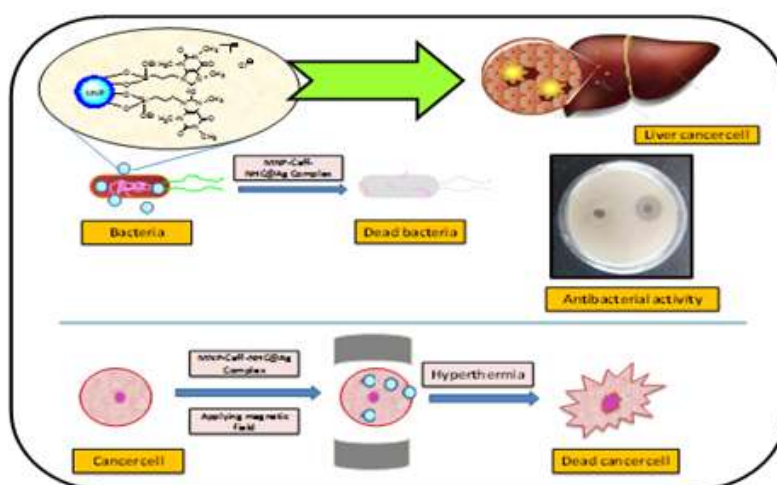 Liver cancer cell
MNP-Caff-
NHC@Ag Complex
Bacteria
Dead bacteria
Antibacterial activity
MNP-Caff-NHC@Ag
Complex
Hyperthermia
Applying magnetic
field
Cancer cell
Dead cancer cell